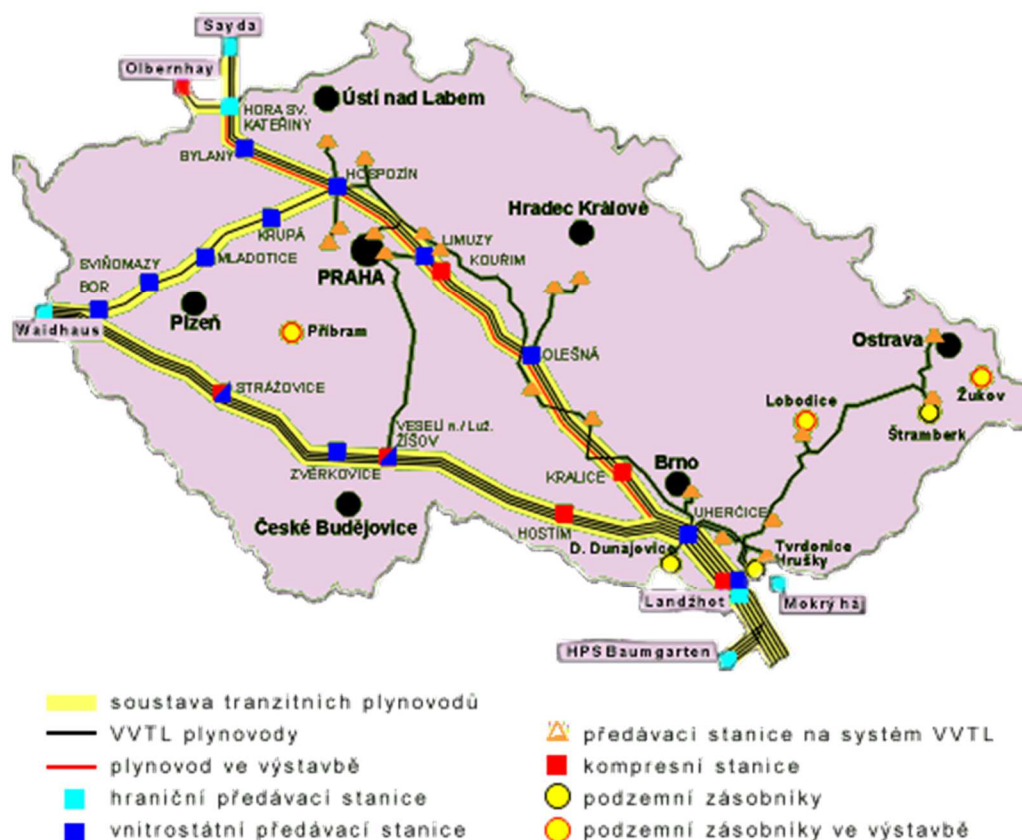 Sayda
Olbernhay
Ústí nad Labem
HORA SV.
KATEŘINY
BYLANY
HOSPOZÍN
Hradec Králové
LIMUZY
KRUPÁ
KOUŘIM
SVIŇOMAZY
MLADOTICE
PRAHA
BOR
Plzeň
Waidhaus
Příbram
OLEŠNÁ
Ostrava
STRÁŽOVICE
Lobodice
Žukov
Štramberk
VESELÍ n./ Luž.
ŽÍŠOV
ZVĚRKOVICE
KRALICE
Brno
České Budějovice
UHERČICE
HOSTIM
D. Dunajovice
Tvrdonice
Hrušky
Landžhot
Mokrý háj
HPS Baumgarten
soustava tranzitních plynovodů
VVTL plynovody
plynovod ve výstavbě
hraniční předávací stanice
vnitrostátní předávací stanice
předávací stanice na systém VVTL
kompresní stanice
podzemní zásobníky
podzemní zásobníky ve výstavbě